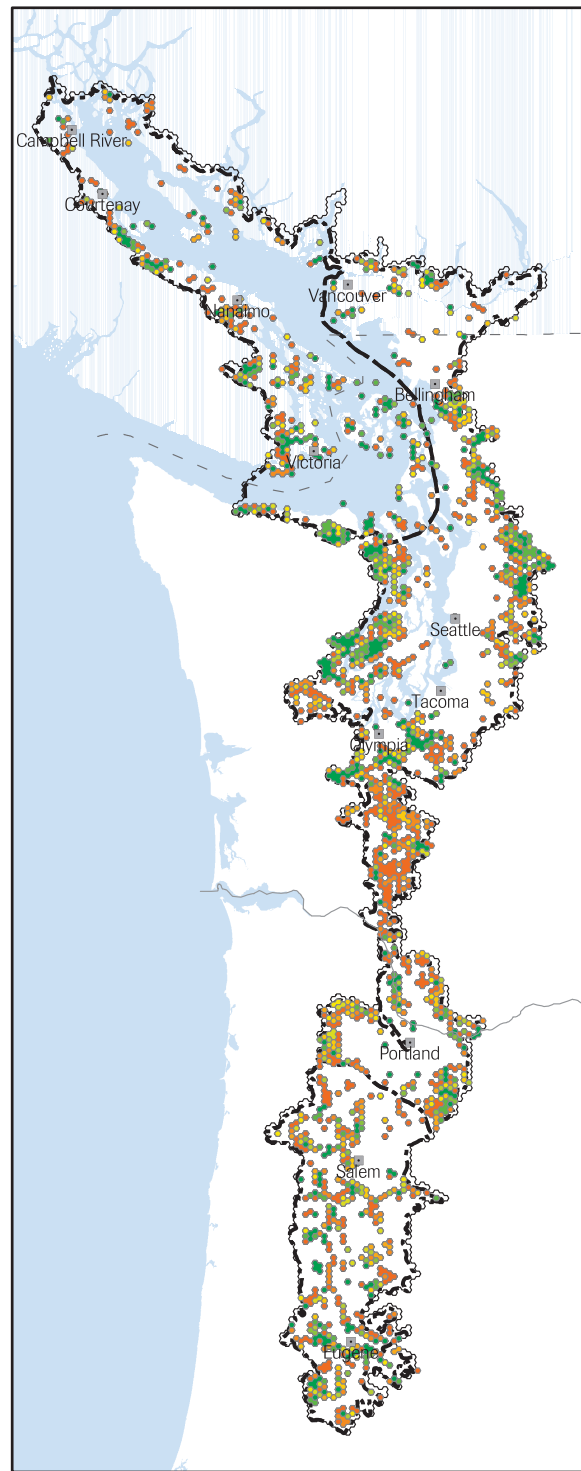 Campbell River
Courtenay
Vancouver
Nanaimo
Bellingham
Victoria
Seattle
Tacoma
Olympia
Portland
Salem
Eugene